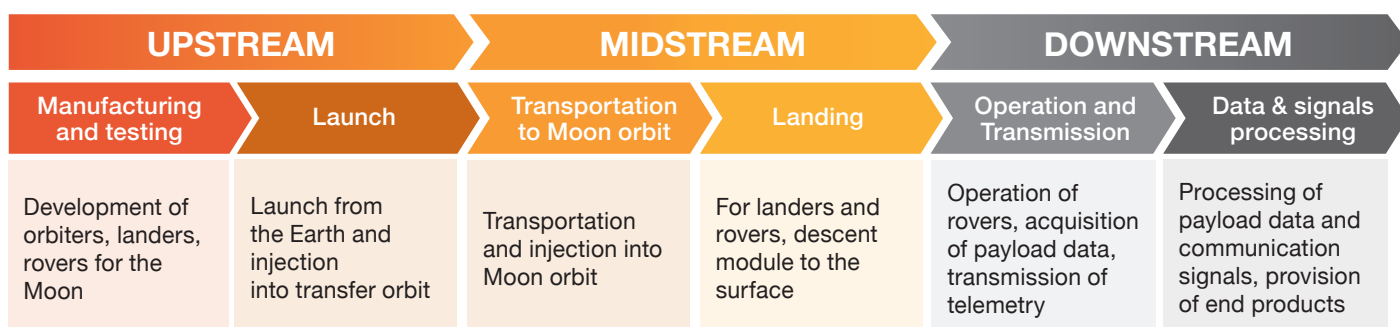 UPSTREAM
MIDSTREAM
DOWNSTREAM
Manufacturing
and testing
Launch
Transportation
to Moon orbit
Landing
Operation and
Transmission
Data & signals
processing
Development of
orbiters, landers,
rovers for the
Moon
Launch from
the Earth and
injection
into transfer orbit
Transportation
and injection into
Moon orbit
For landers and
rovers, descent
module to the
surface
Operation of
rovers, acquisition
of payload data,
transmission of
telemetry
Processing of
payload data and
communication
signals, provision
of end products